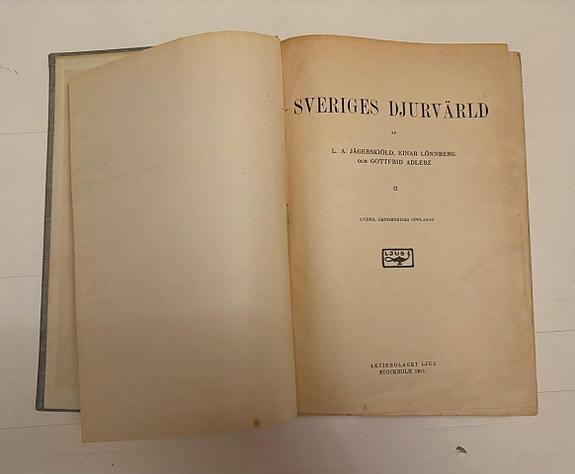 SVERIGES DJURVÄRLD
AF
L. A. JÄGERSKIÖLD, EINAR LÖNNBERG
OCH GOTTFRID ADLERZ
ANDRA, GENOMSEDDA UPPLAGAN
LJUS
AKTIEBOLAGET LJUS
STOCKHOLM